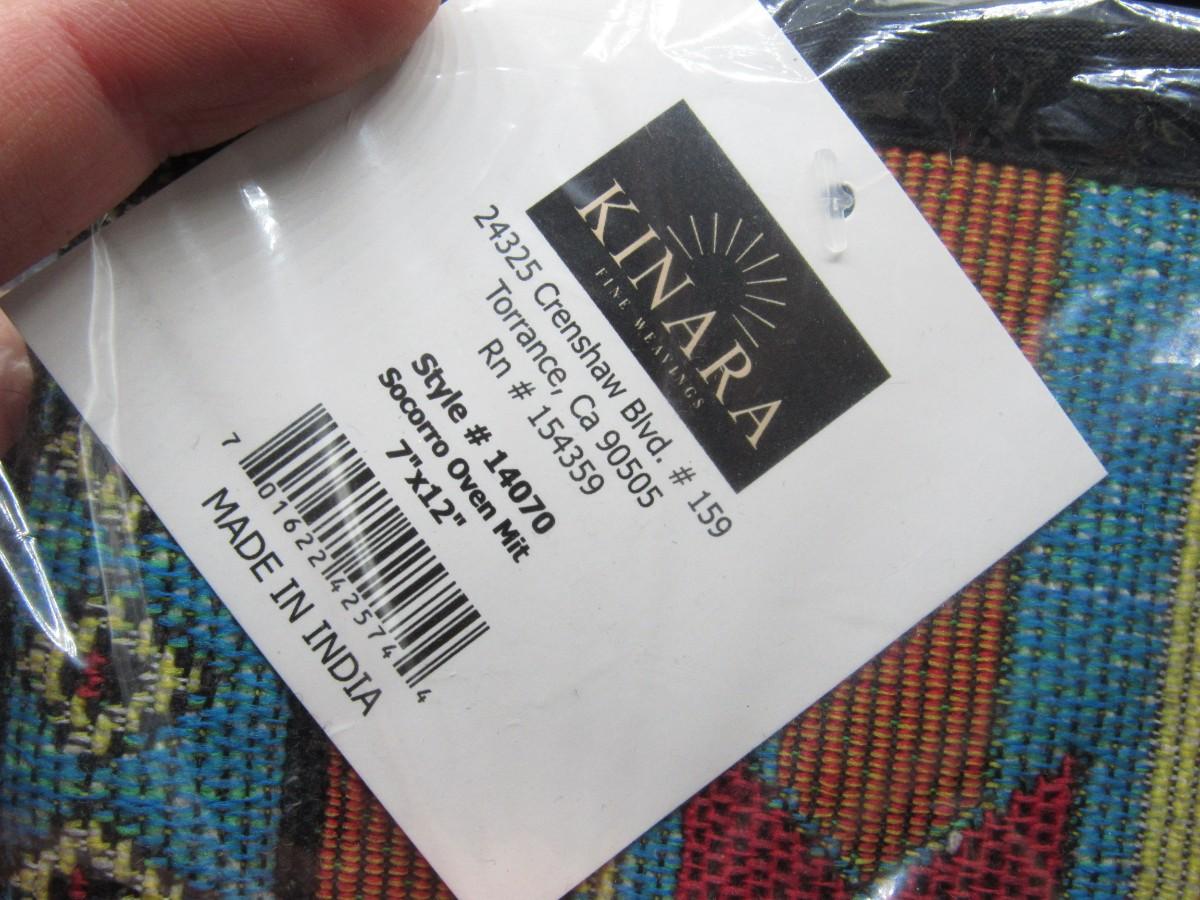 KINARA
FINE WEAVINGS
24325 Crenshaw Blvd. # 159
Torrance, Ca 90505
Rn # 154359
Style # 14070
Socorro Oven Mit
7"x12"
7 01622 42574 4
MADE IN INDIA